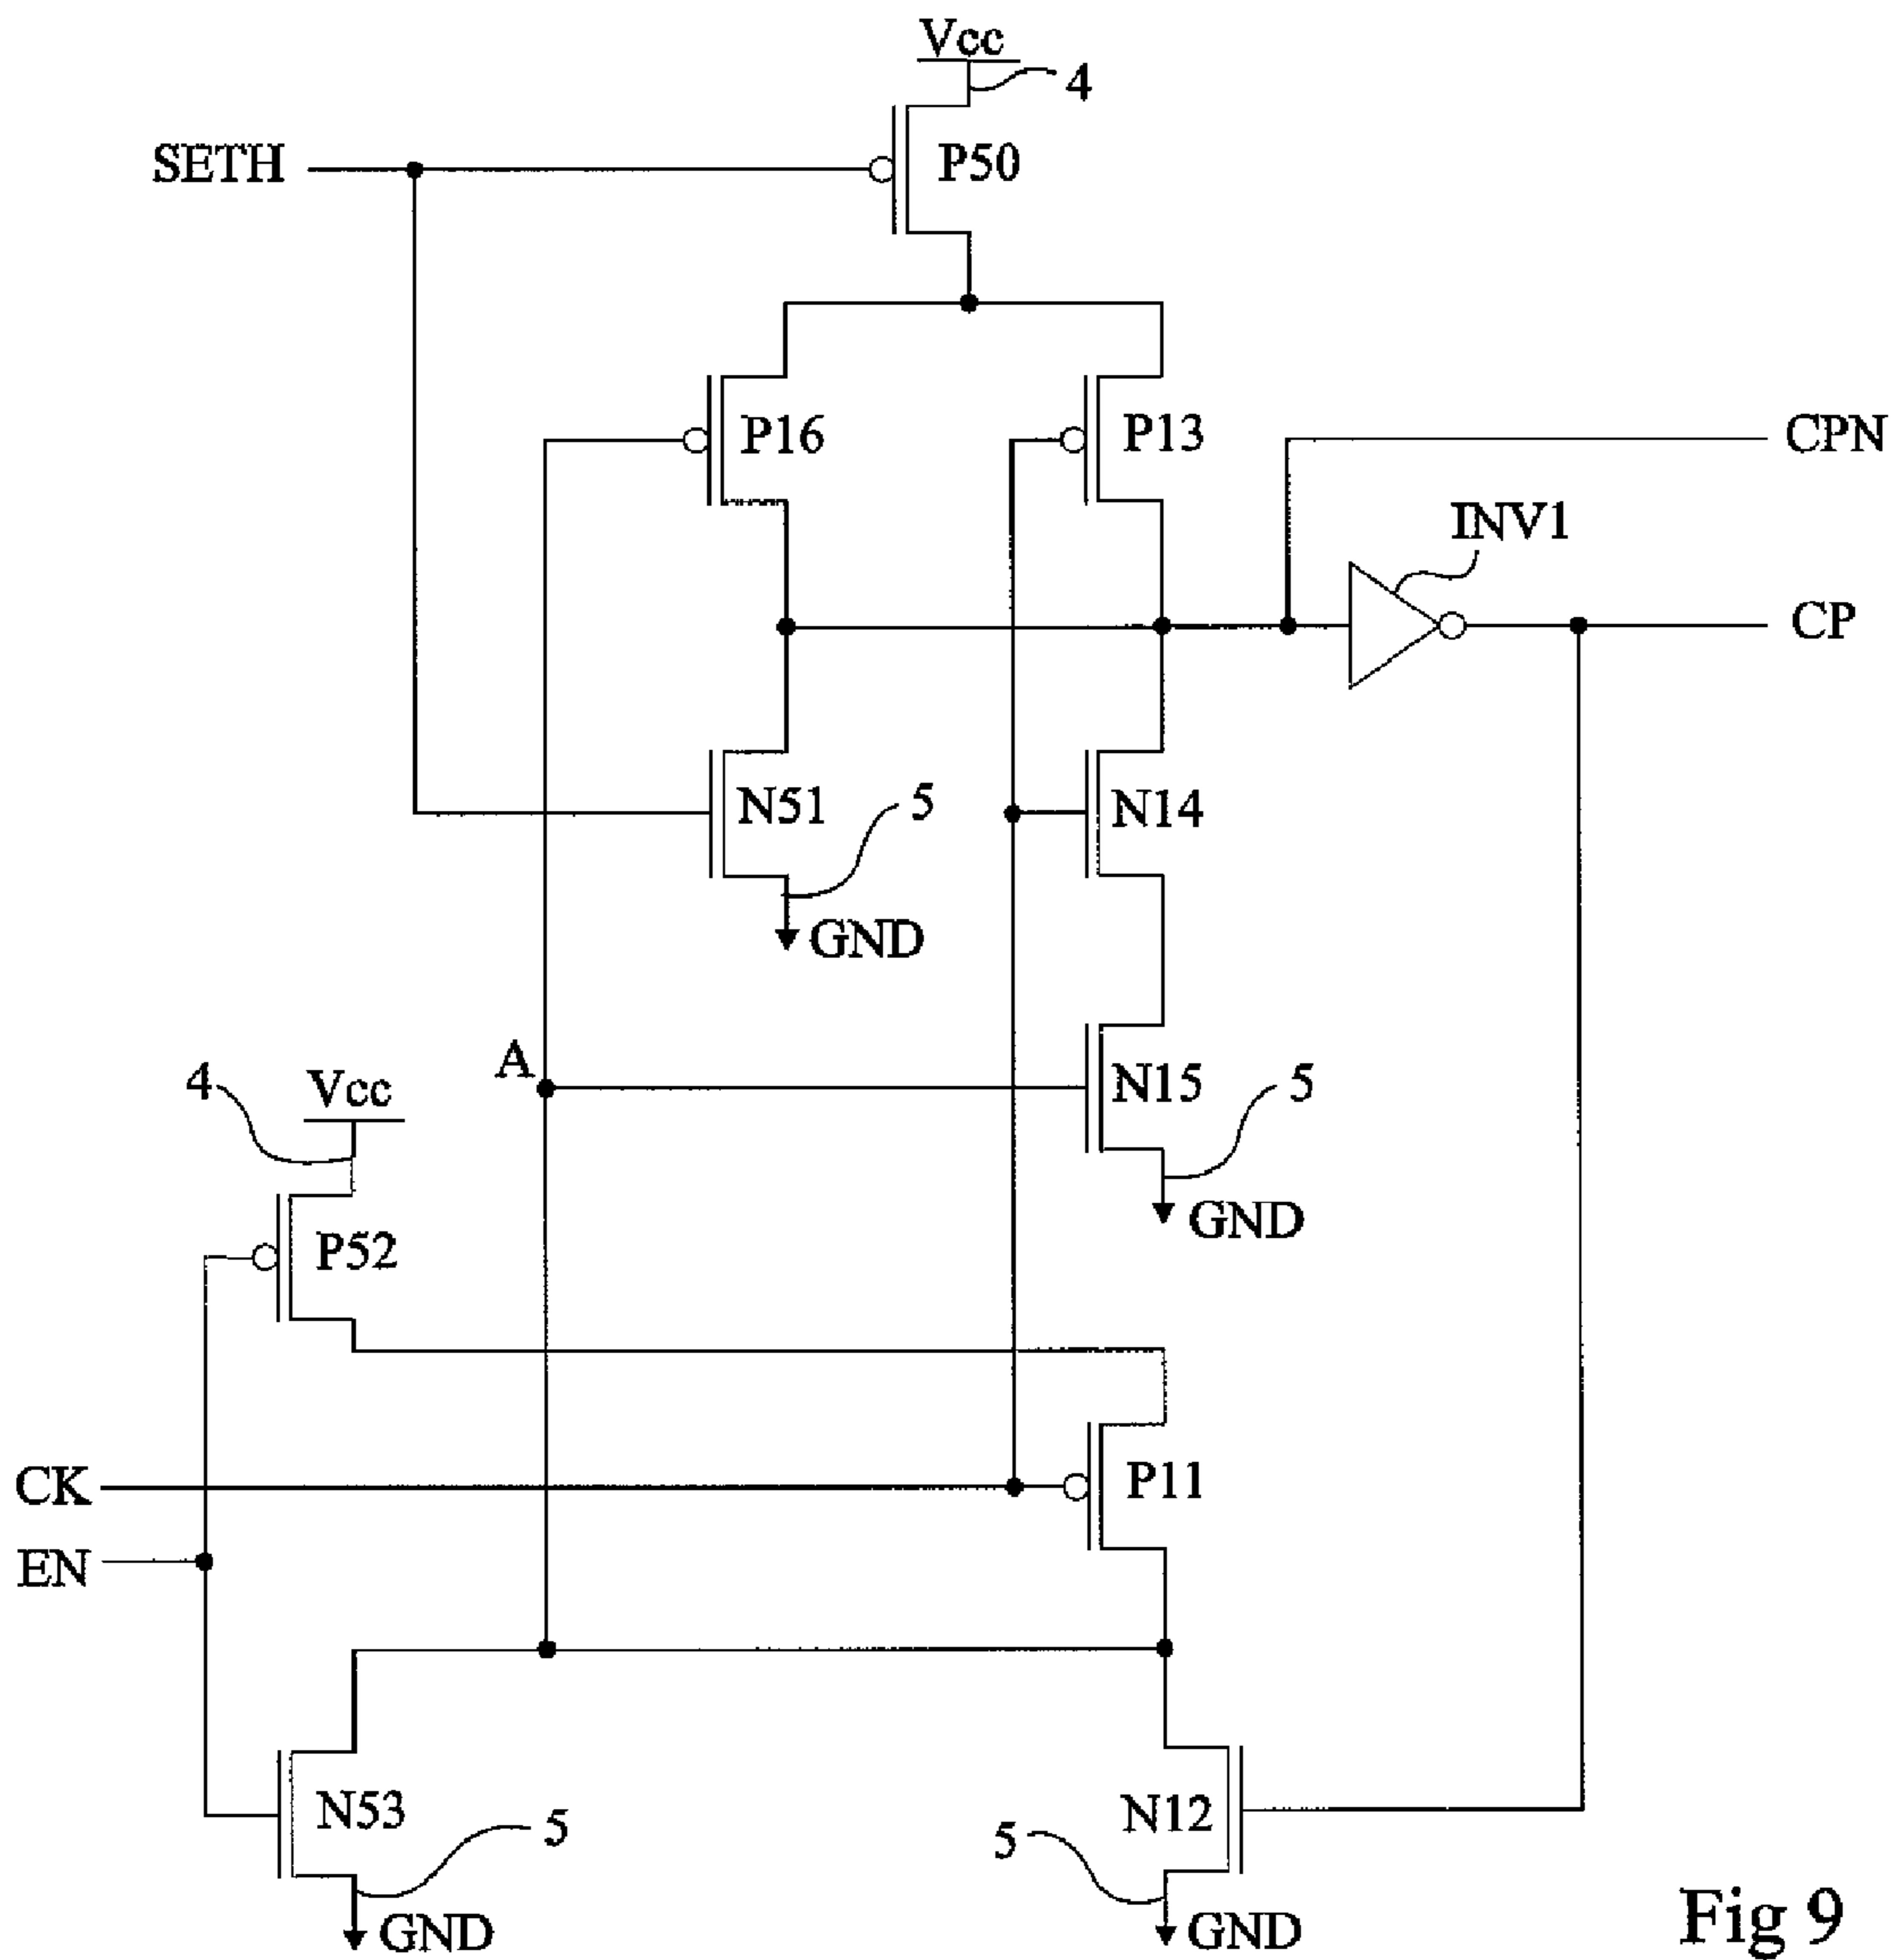 Vcc
4
SETH
P50
P16
P13
CPN
INV1
CP
N51
5
N14
GND
A
4
Vcc
N15
5
GND
P52
CK
P11
EN
N53
5
N12
5
GND
GND
Fig 9